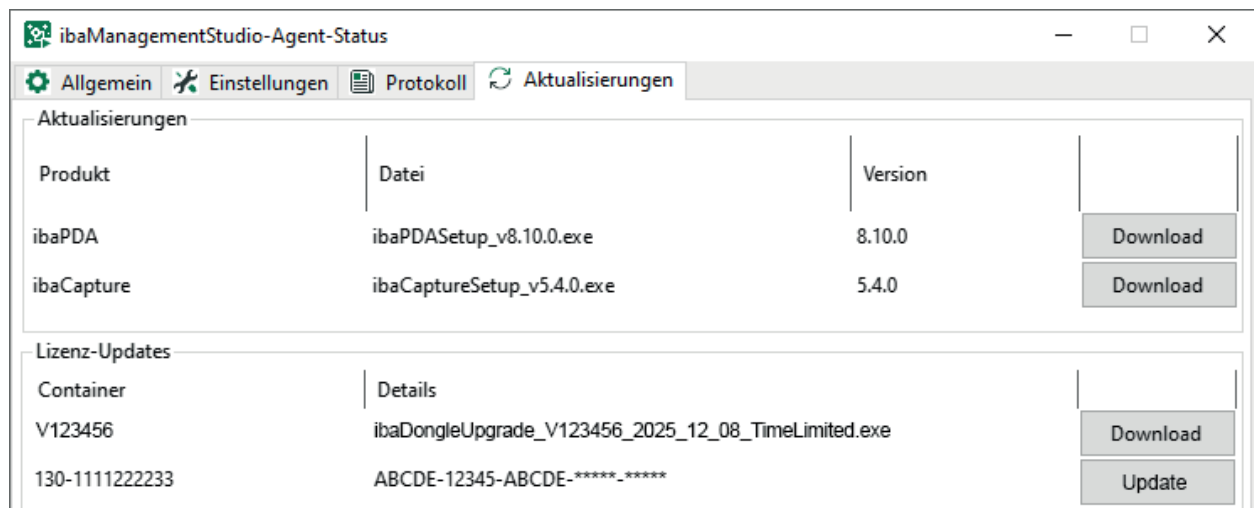 ibaManagementStudio-Agent-Status
Allgemein Einstellungen Protokoll Aktualisierungen
Aktualisierungen
Produkt Datei Version
ibaPDA ibaPDASetup_v8.10.0.exe 8.10.0 Download
ibaCapture ibaCaptureSetup_v5.4.0.exe 5.4.0 Download
Lizenz-Updates
Container Details
V123456 ibaDongleUpgrade_V123456_2025_12_08_TimeLimited.exe Download
130-1111222233 ABCDE-12345-ABCDE-*****-***** Update